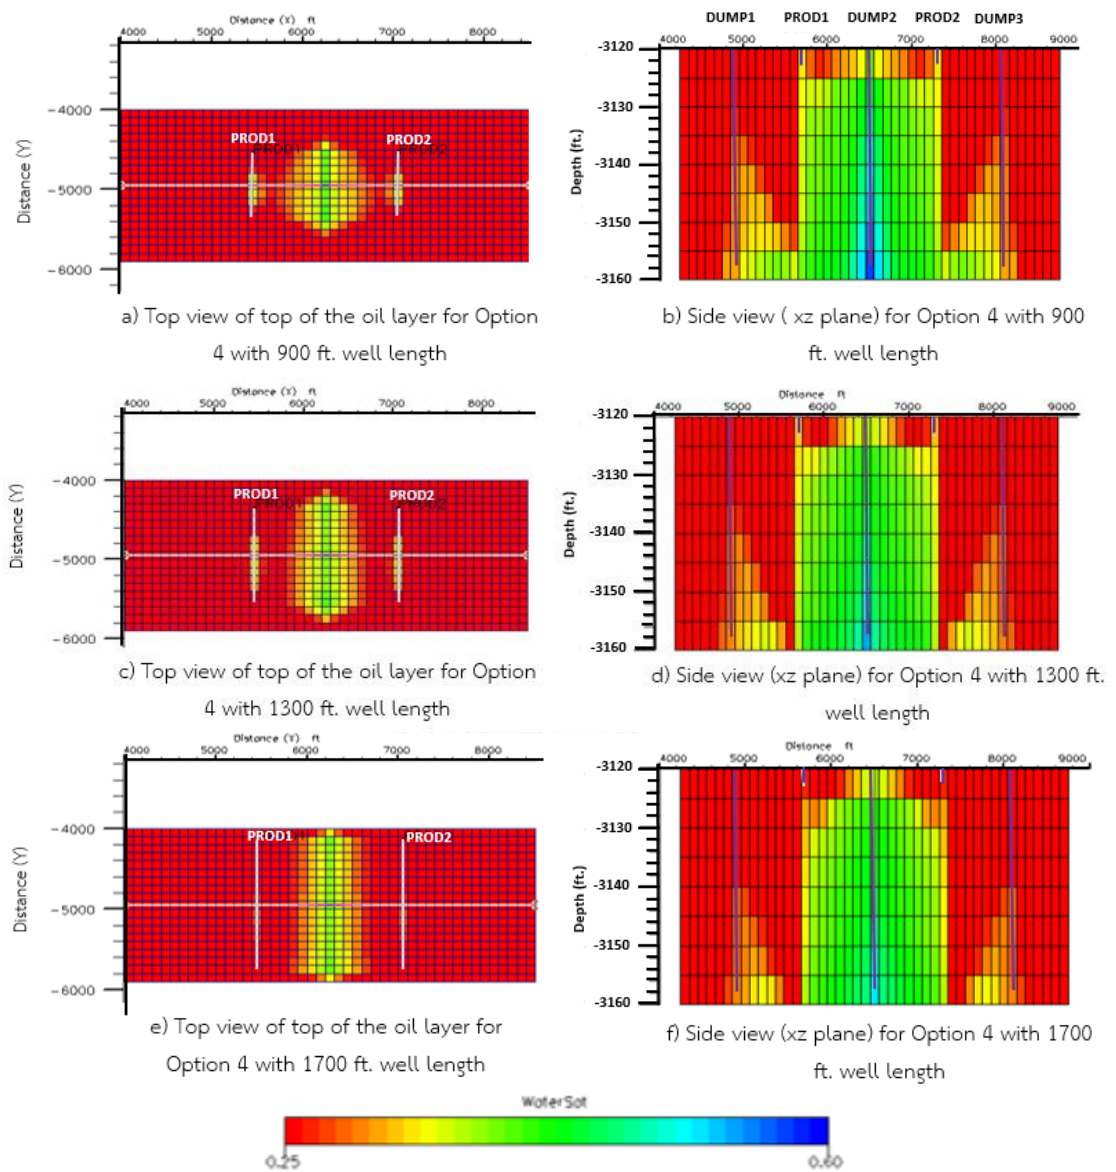 Distance (X) ft
4000 5000 6000 7000 8000
-4000
-5000
-6000
Distance (Y)
PROD1
PROD2
a) Top view of top of the oil layer for Option
4 with 900 ft. well length
DUMP1 PROD1 DUMP2 PROD2 DUMP3
4000 5000 6000 7000 8000 9000
-3120
-3130
-3140
-3150
-3160
Depth (ft.)
b) Side view ( xz plane) for Option 4 with 900
ft. well length
Distance (X) ft
4000 5000 6000 7000 8000
-4000
-5000
-6000
Distance (Y)
PROD1
PROD2
c) Top view of top of the oil layer for Option
4 with 1300 ft. well length
Distance ft
4000 5000 6000 7000 8000 9000
-3120
-3130
-3140
-3150
-3160
Depth (ft.)
d) Side view (xz plane) for Option 4 with 1300 ft.
well length
Distance (X) ft
4000 5000 6000 7000 8000
-4000
-5000
-6000
Distance (Y)
PROD1
PROD2
e) Top view of top of the oil layer for
Option 4 with 1700 ft. well length
Distance ft
4000 5000 6000 7000 8000 9000
-3120
-3130
-3140
-3150
-3160
Depth (ft.)
f) Side view (xz plane) for Option 4 with 1700
ft. well length
WaterSat
0.25 0.60